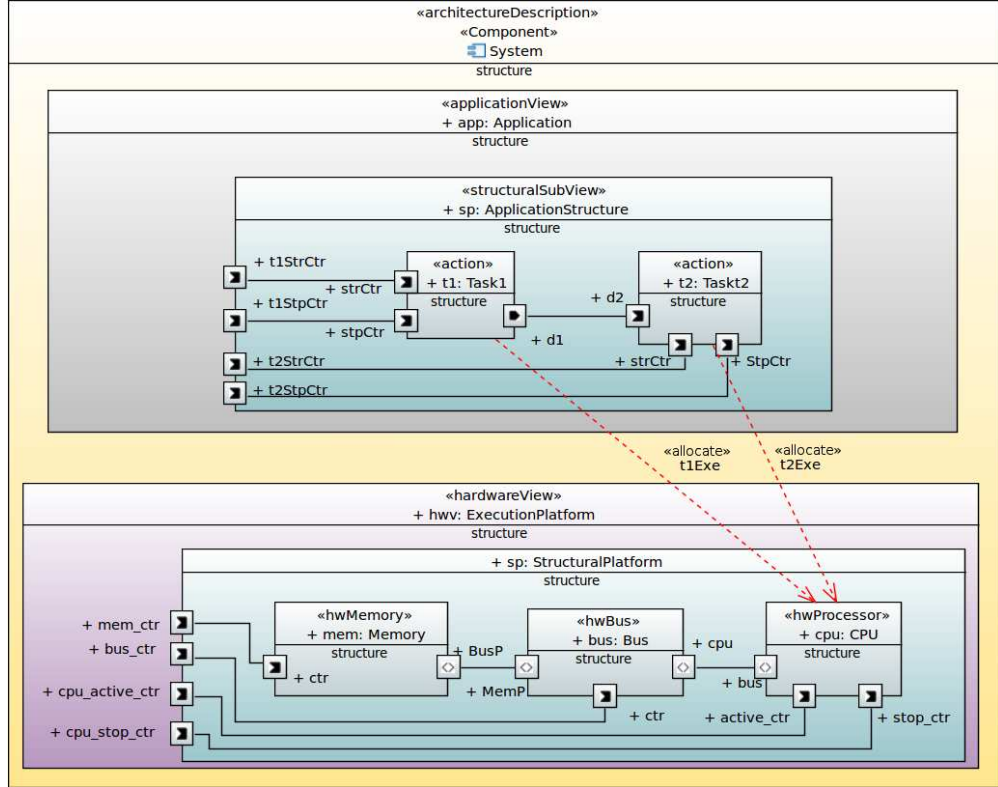 «architectureDescription»
«Component»
System
structure
«applicationView»
+ app: Application
structure
«structuralSubView»
+ sp: ApplicationStructure
structure
+ t1StrCtr
+ strCtr
+ t1StpCtr
+ stpCtr
+ t2StrCtr
+ t2StpCtr
«action»
+ t1: Task1
structure
+ d1
+ d2
«action»
+ t2: Taskt2
structure
+ strCtr
+ StpCtr
«allocate»
t1Exe
«allocate»
t2Exe
«hardwareView»
+ hwv: ExecutionPlatform
structure
+ sp: StructuralPlatform
structure
+ mem_ctr
+ bus_ctr
+ cpu_active_ctr
+ cpu_stop_ctr
«hwMemory»
+ mem: Memory
structure
+ ctr
+ BusP
+ MemP
«hwBus»
+ bus: Bus
structure
+ ctr
+ cpu
+ bus
«hwProcessor»
+ cpu: CPU
structure
+ active_ctr
+ stop_ctr